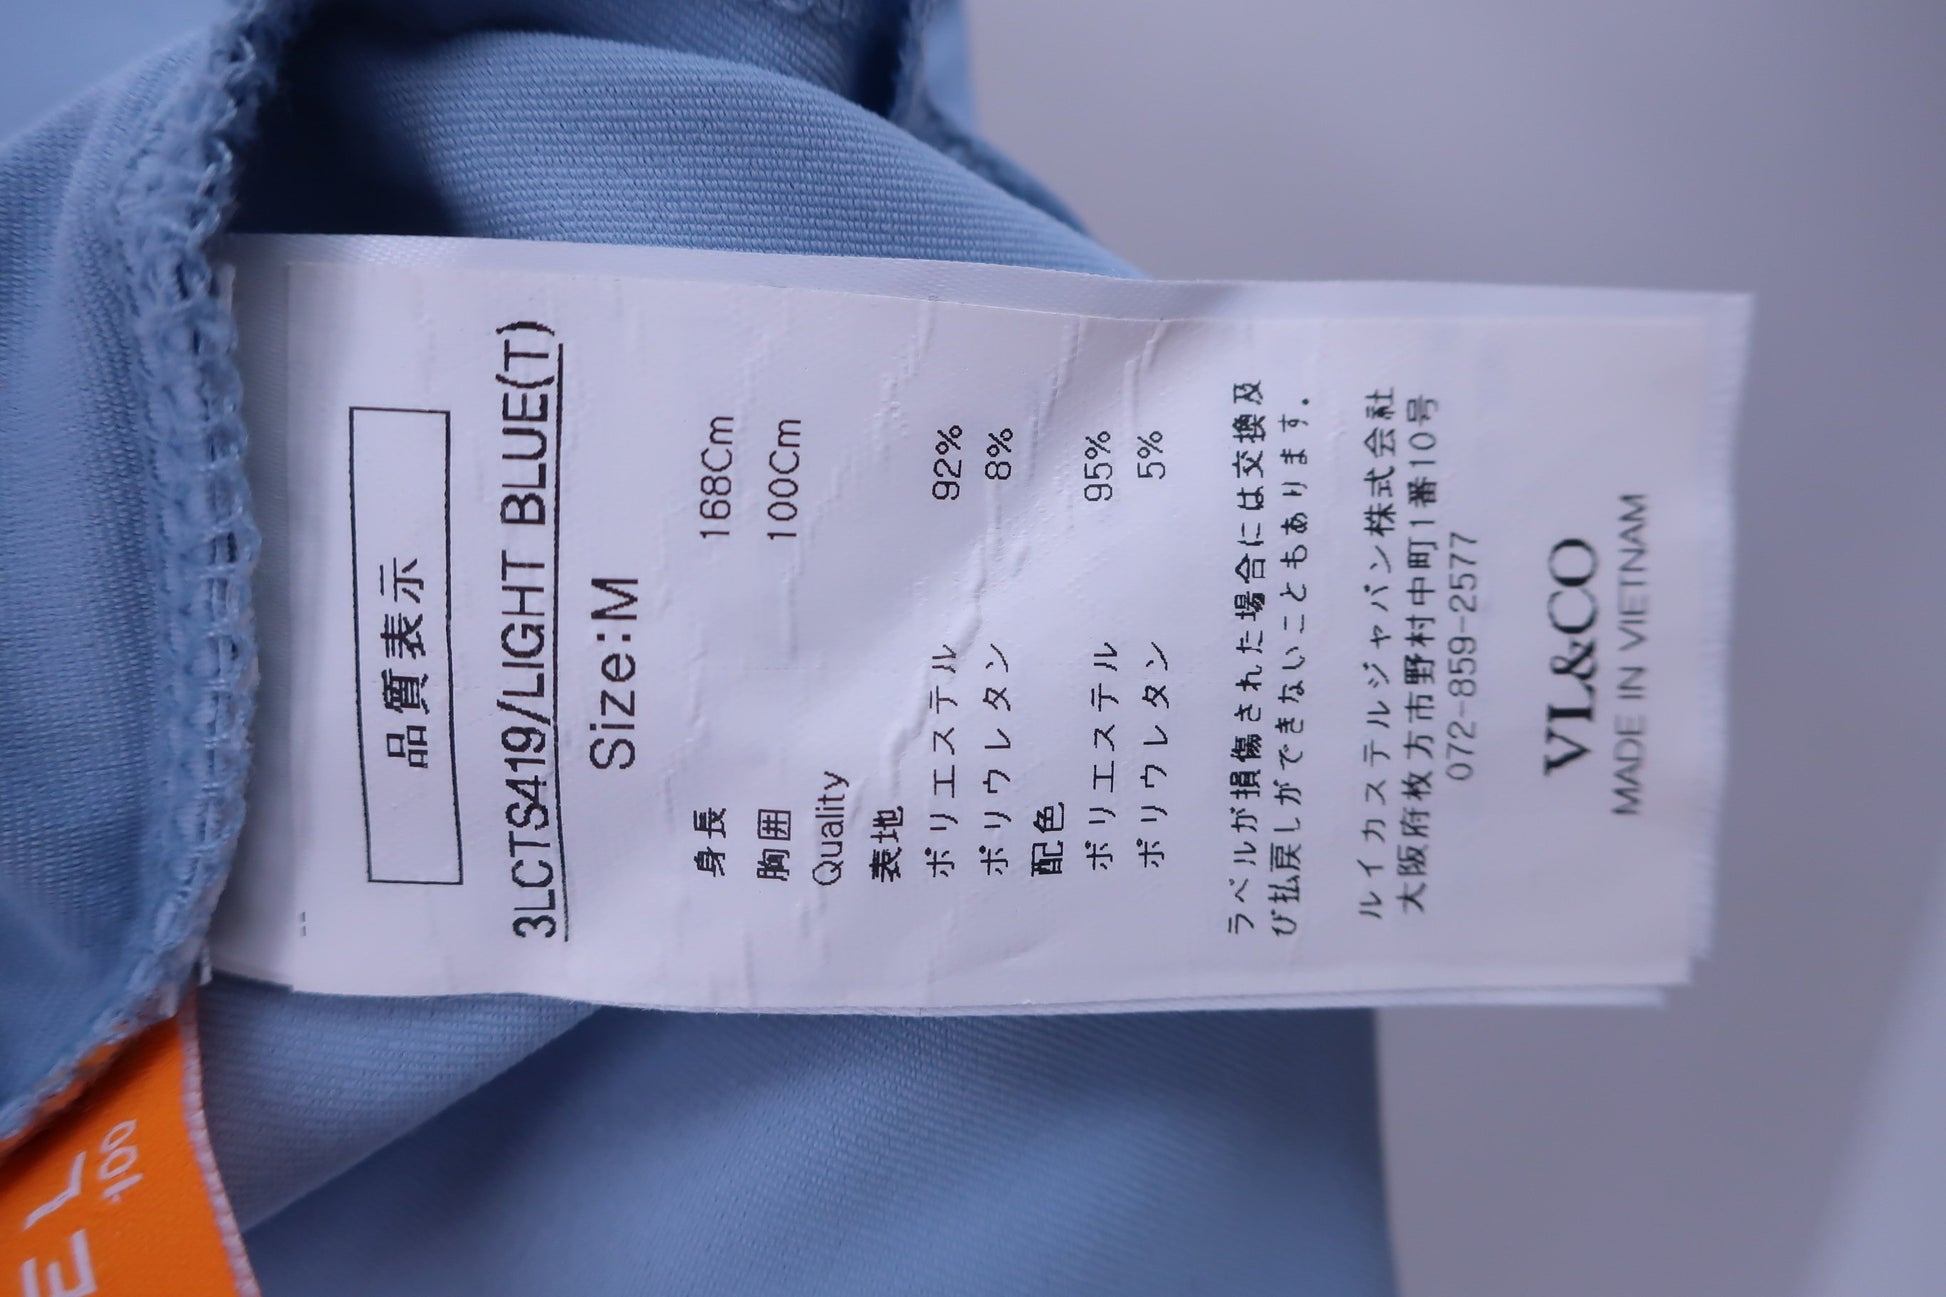 品質表示
3LCTS419/LIGHT BLUE(T)
Size:M
身長 168Cm
胸囲 100Cm
Quality
表地
ポリエステル 92%
ポリウレタン 8%
配色
ポリエステル 95%
ポリウレタン 5%
ラベルが損傷された場合には交換及
び払戻しができないこともあります.
ルイカステルジャパン株式会社
大阪府枚方市野村中町1番10号
072-859-2577
VL&CO
MADE IN VIETNAM